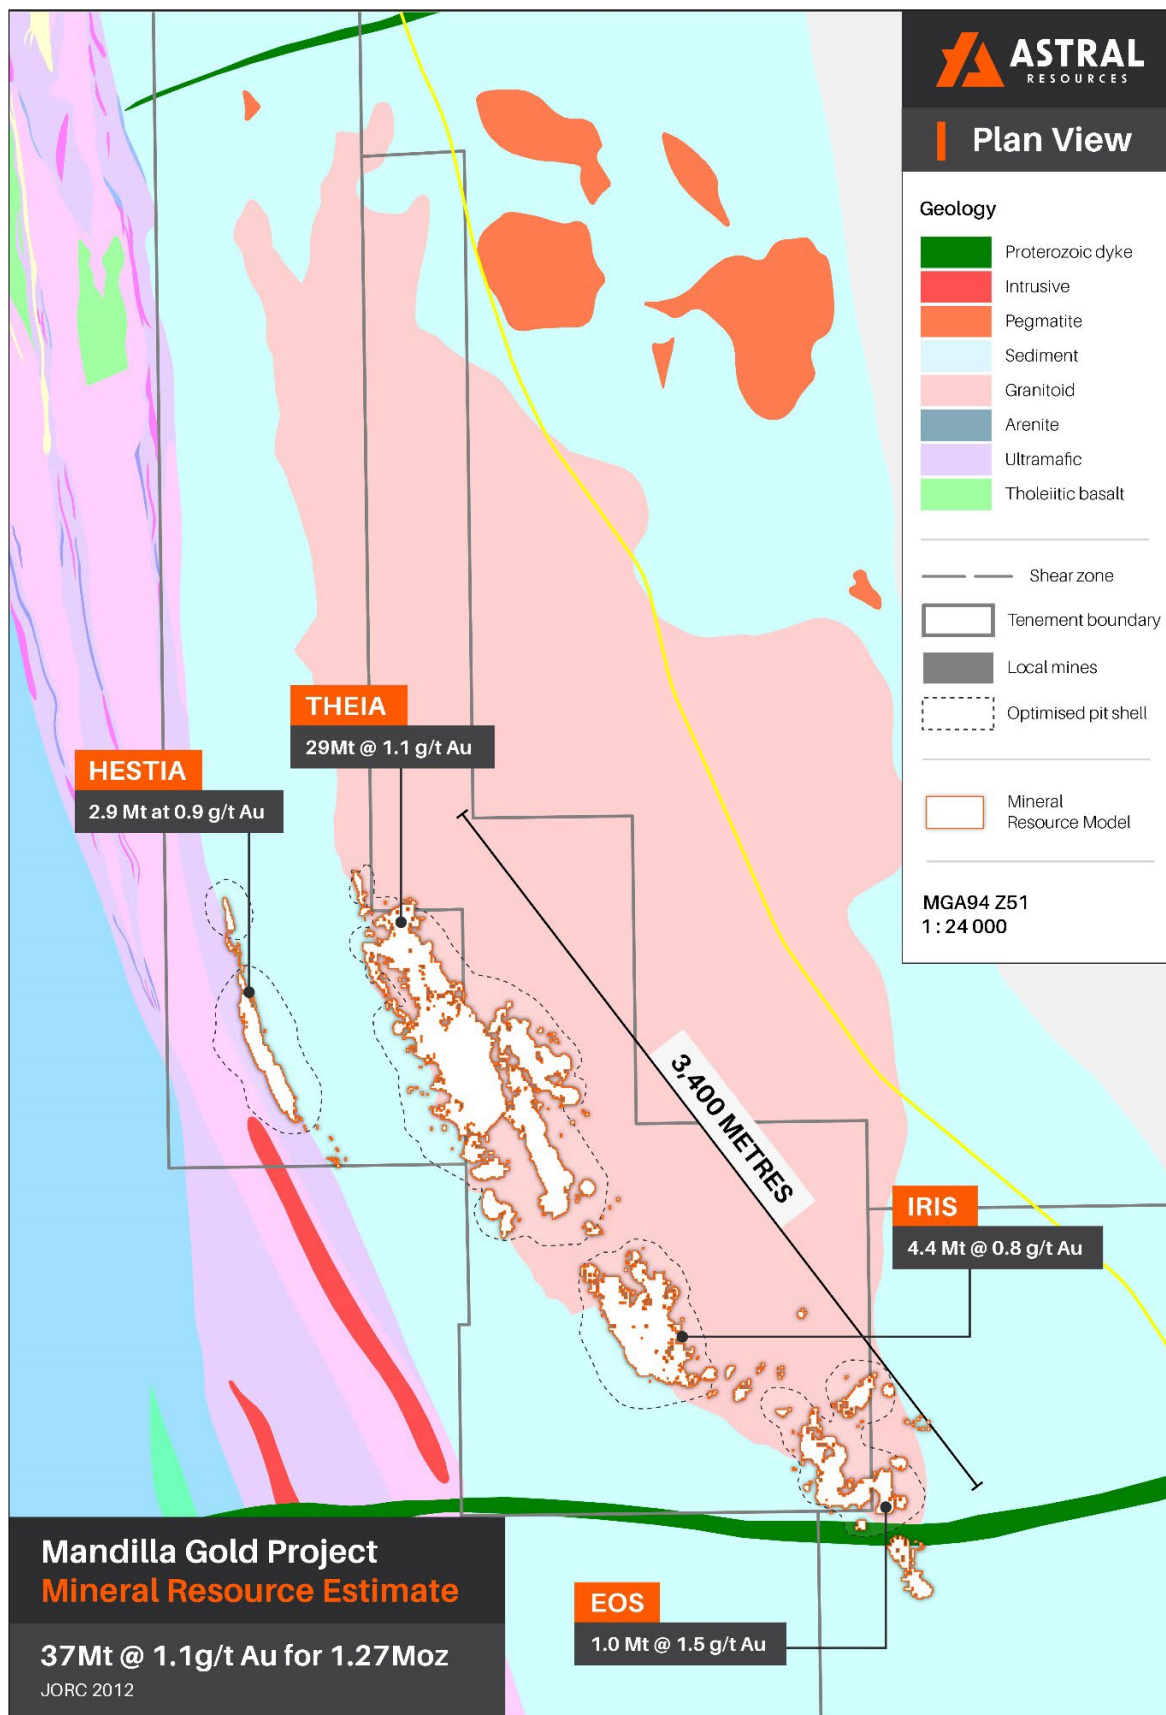 ASTRAL
RESOURCES
Plan View
Geology
Proterozoic dyke
Intrusive
Pegmatite
Sediment
Granitoid
Arenite
Ultramafic
Tholeiitic basalt
Shear zone
Tenement boundary
Local mines
Optimised pit shell
Mineral
Resource Model
MGA94 Z51
1 : 24 000
THEIA
29Mt @ 1.1 g/t Au
HESTIA
2.9 Mt at 0.9 g/t Au
3,400 METRES
IRIS
4.4 Mt @ 0.8 g/t Au
EOS
1.0 Mt @ 1.5 g/t Au
Mandilla Gold Project
Mineral Resource Estimate
37Mt @ 1.1g/t Au for 1.27Moz
JORC 2012